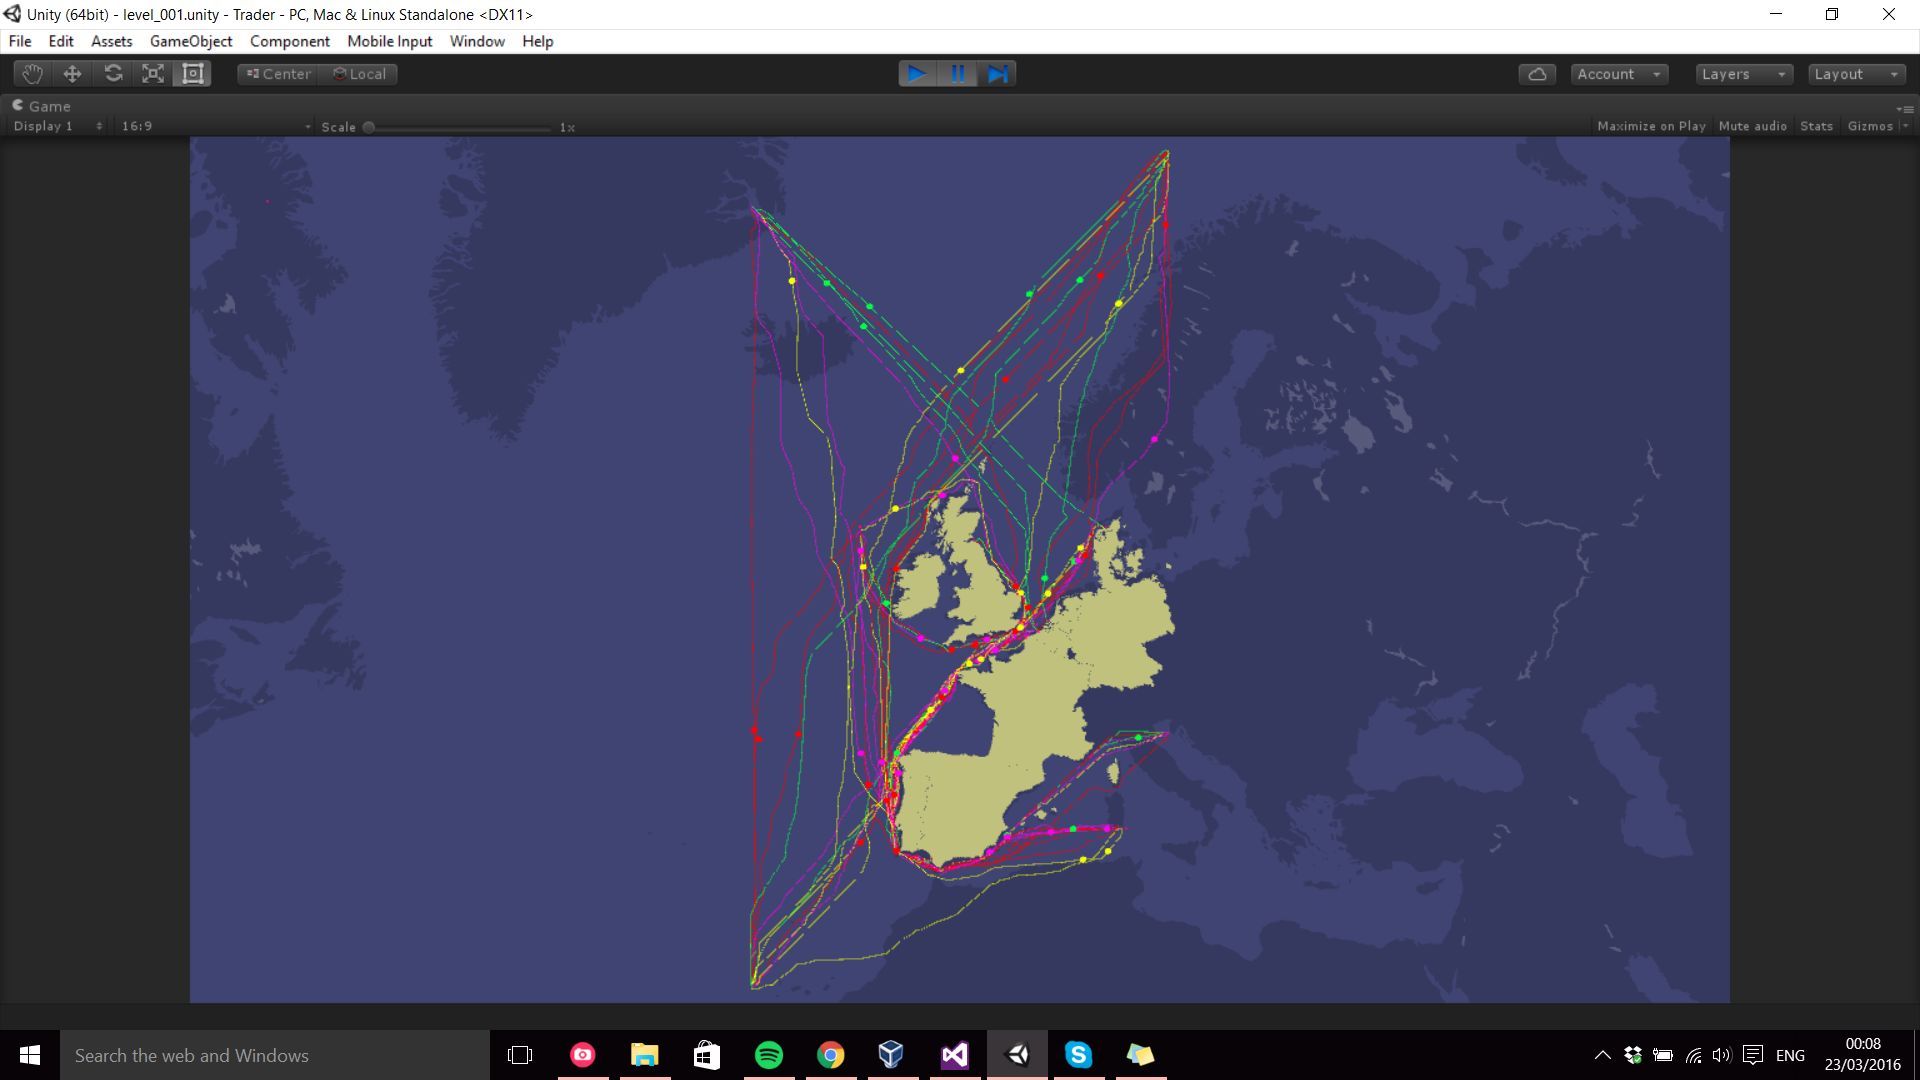 Unity (64bit) - level_001.unity - Trader - PC, Mac & Linux Standalone <DX11>
File Edit Assets GameObject Component Mobile Input Window Help
Center Local Account Layers Layout
Game
Display 1 16:9 Scale 1x Maximize on Play Mute audio Stats Gizmos
Search the web and Windows
ENG
00:08
23/03/2016